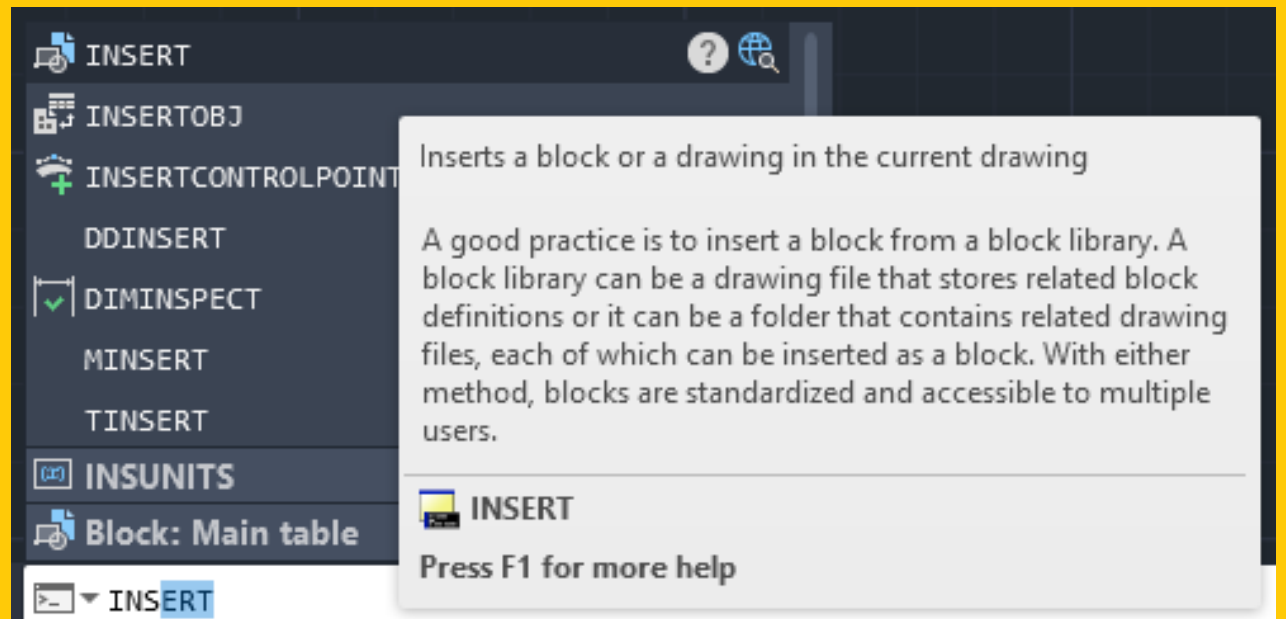 INSERT
INSERTOBJ
INSERTCONTROLPOINT
DDINSERT
DIMINSPECT
MINSERT
TINSERT
INSUNITS
Block: Main table
INSERT
Inserts a block or a drawing in the current drawing
A good practice is to insert a block from a block library. A
block library can be a drawing file that stores related block
definitions or it can be a folder that contains related drawing
files, each of which can be inserted as a block. With either
method, blocks are standardized and accessible to multiple
users.
INSERT
Press F1 for more help